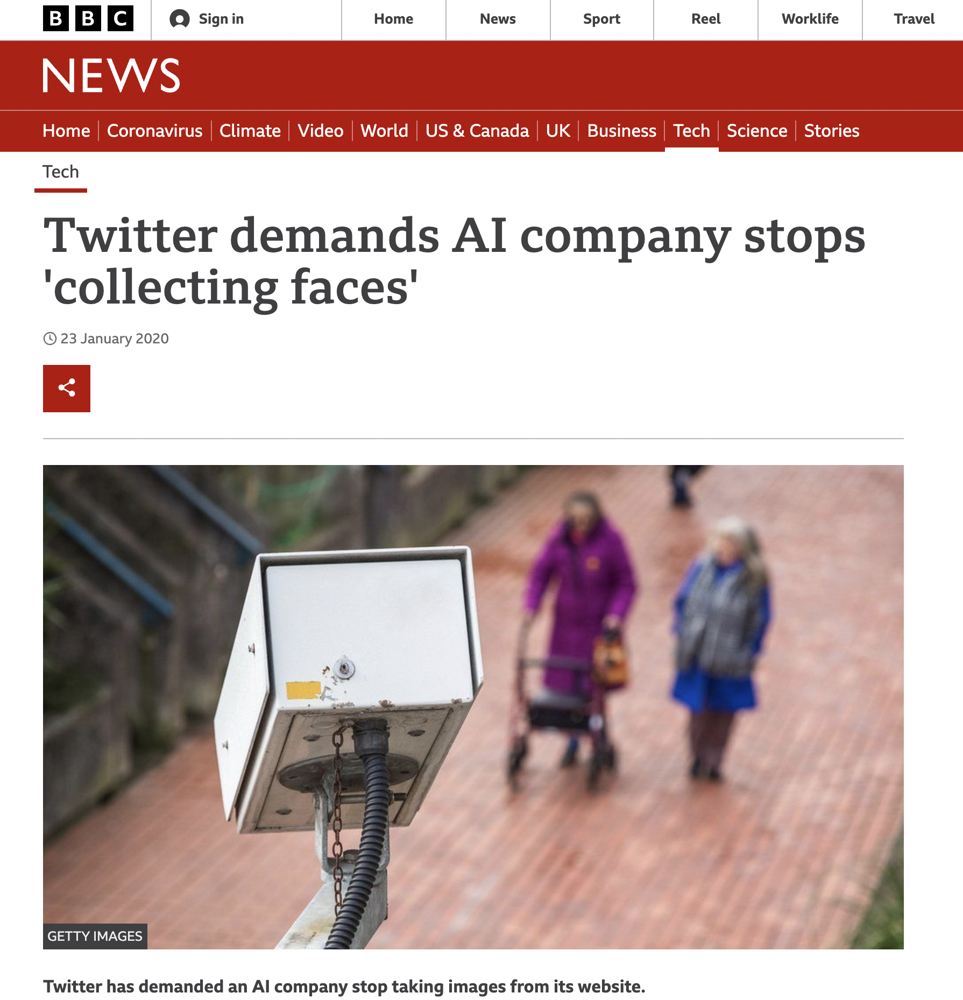 BBC
Sign in
Home
News
Sport
Reel
Worklife
Travel
NEWS
Home
Coronavirus
Climate
Video
World
US & Canada
UK
Business
Tech
Science
Stories
Tech
Twitter demands AI company stops
'collecting faces'
23 January 2020
GETTY IMAGES
Twitter has demanded an AI company stop taking images from its website.